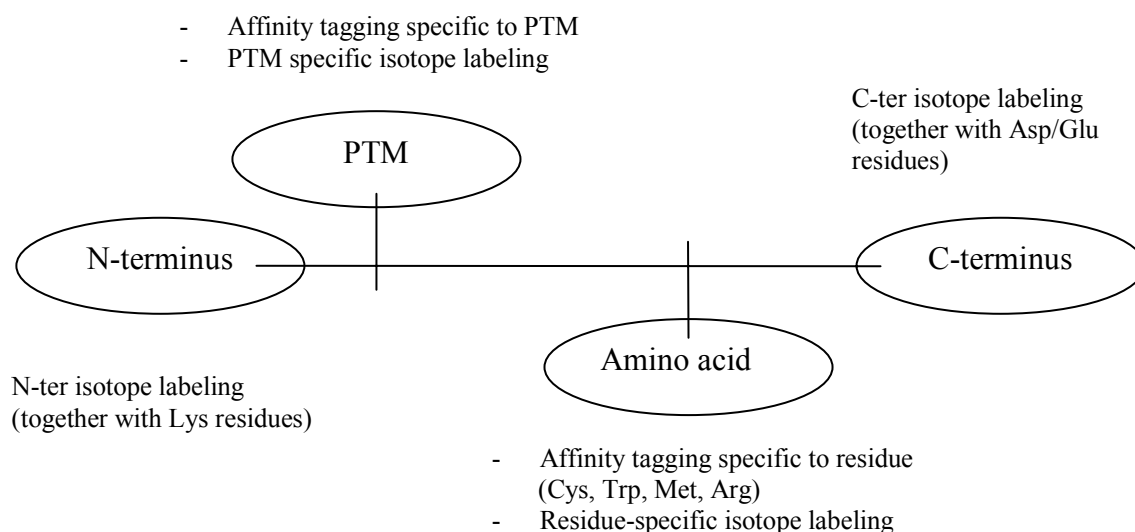 - Affinity tagging specific to PTM
- PTM specific isotope labeling
C-ter isotope labeling
(together with Asp/Glu
residues)
PTM
N-terminus
C-terminus
Amino acid
N-ter isotope labeling
(together with Lys residues)
- Affinity tagging specific to residue
(Cys, Trp, Met, Arg)
- Residue-specific isotope labeling